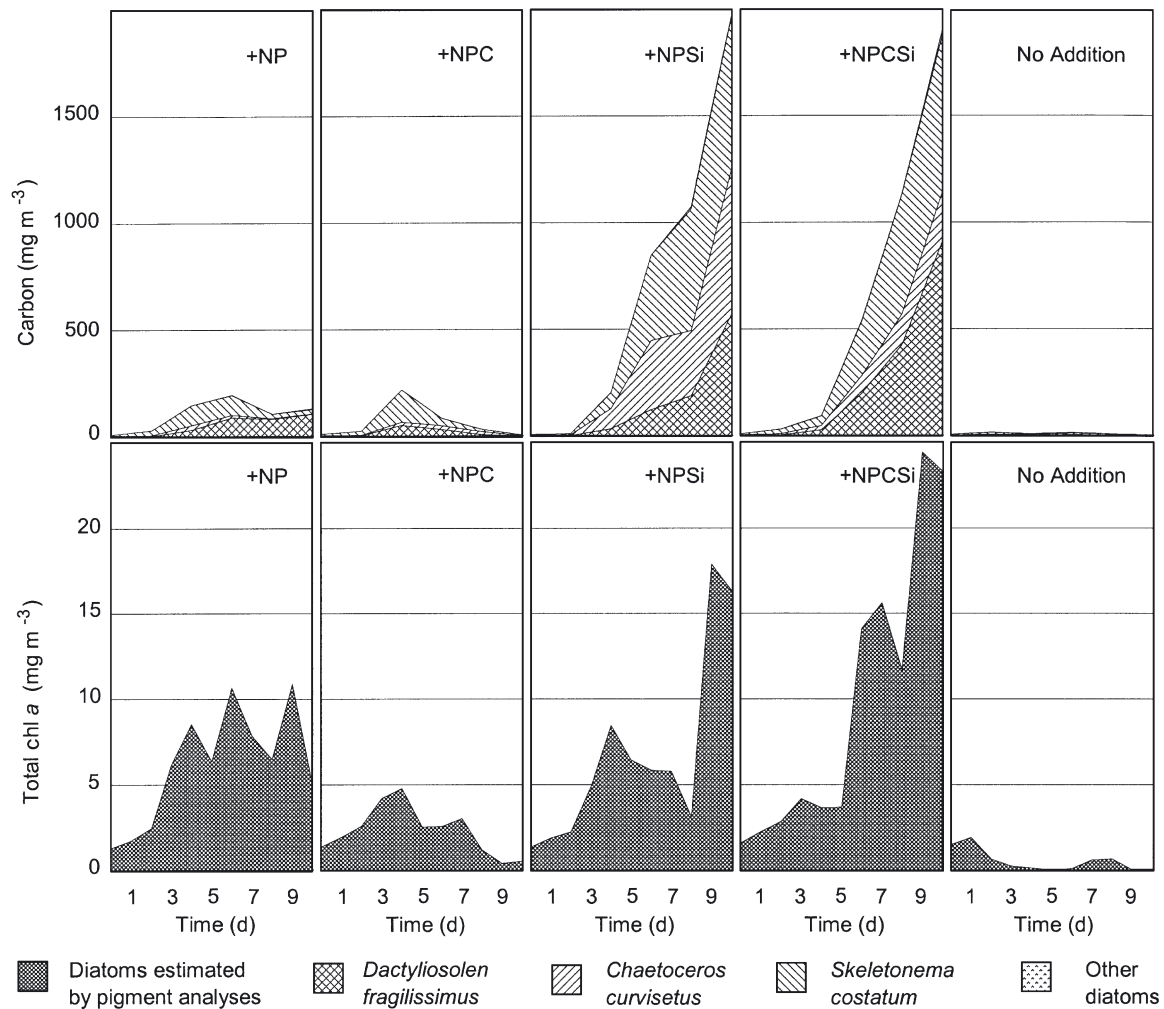 +NP
+NPC
+NPSi
+NPCSi
No Addition
1500
1000
500
0
Carbon (mg m -3)
+NP
+NPC
+NPSi
+NPCSi
No Addition
20
15
10
5
0
Total chl a (mg m -3)
1 3 5 7 9
1 3 5 7 9
1 3 5 7 9
1 3 5 7 9
1 3 5 7 9
Time (d)
Time (d)
Time (d)
Time (d)
Time (d)
Diatoms estimated
by pigment analyses
Dactyliosolen
fragilissimus
Chaetoceros
curvisetus
Skeletonema
costatum
Other
diatoms